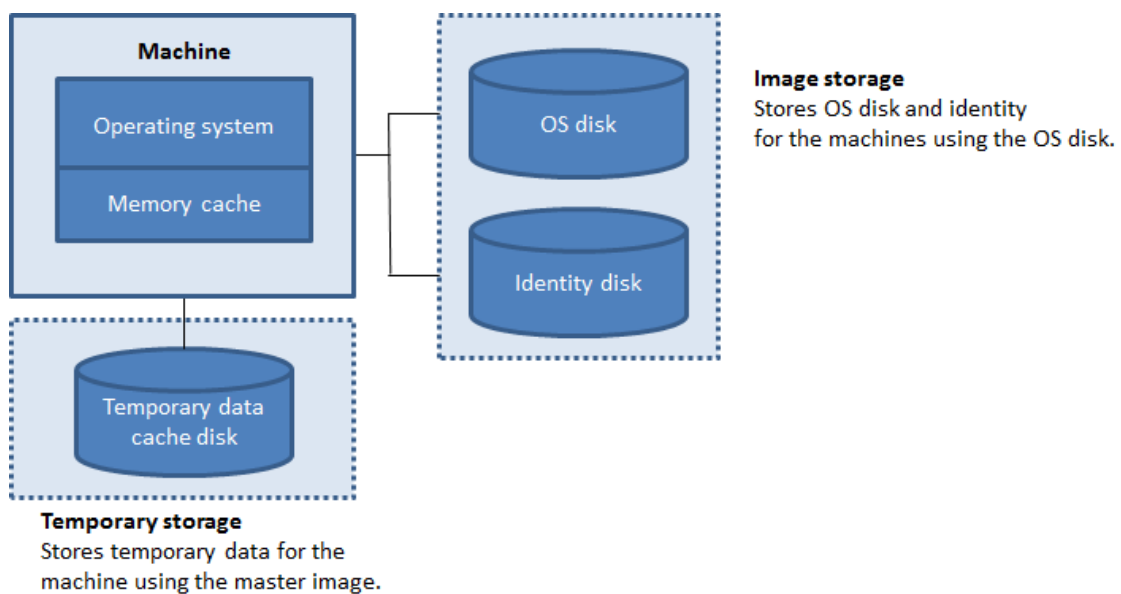 Machine
Operating system
Memory cache
OS disk
Identity disk
Image storage
Stores OS disk and identity
for the machines using the OS disk.
Temporary data
cache disk
Temporary storage
Stores temporary data for the
machine using the master image.